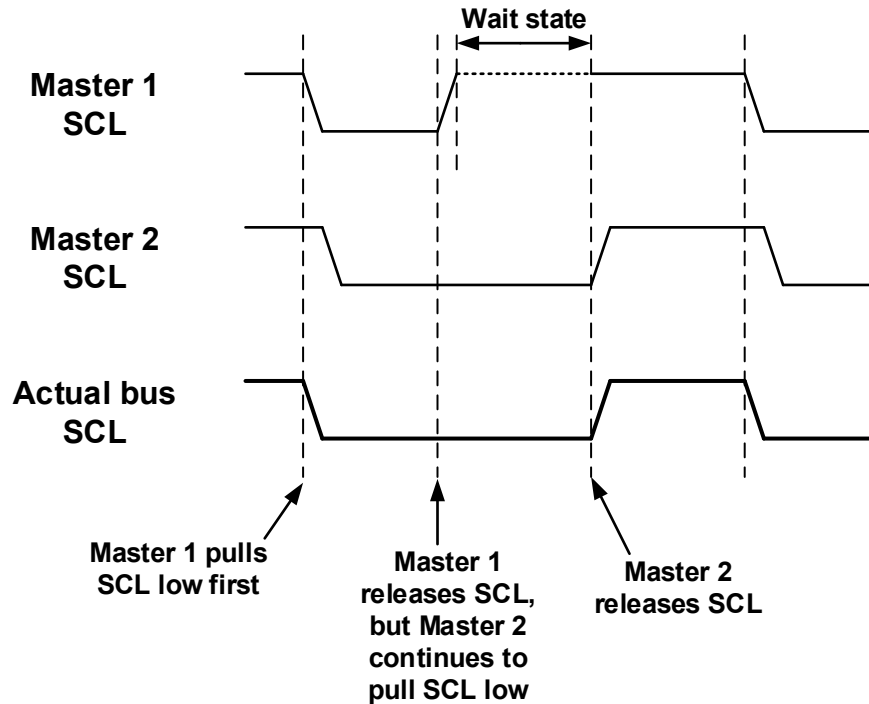 Wait state
Master 1
SCL
Master 2
SCL
Actual bus
SCL
Master 1 pulls
SCL low first
Master 1
releases SCL,
but Master 2
continues to
pull SCL low
Master 2
releases SCL